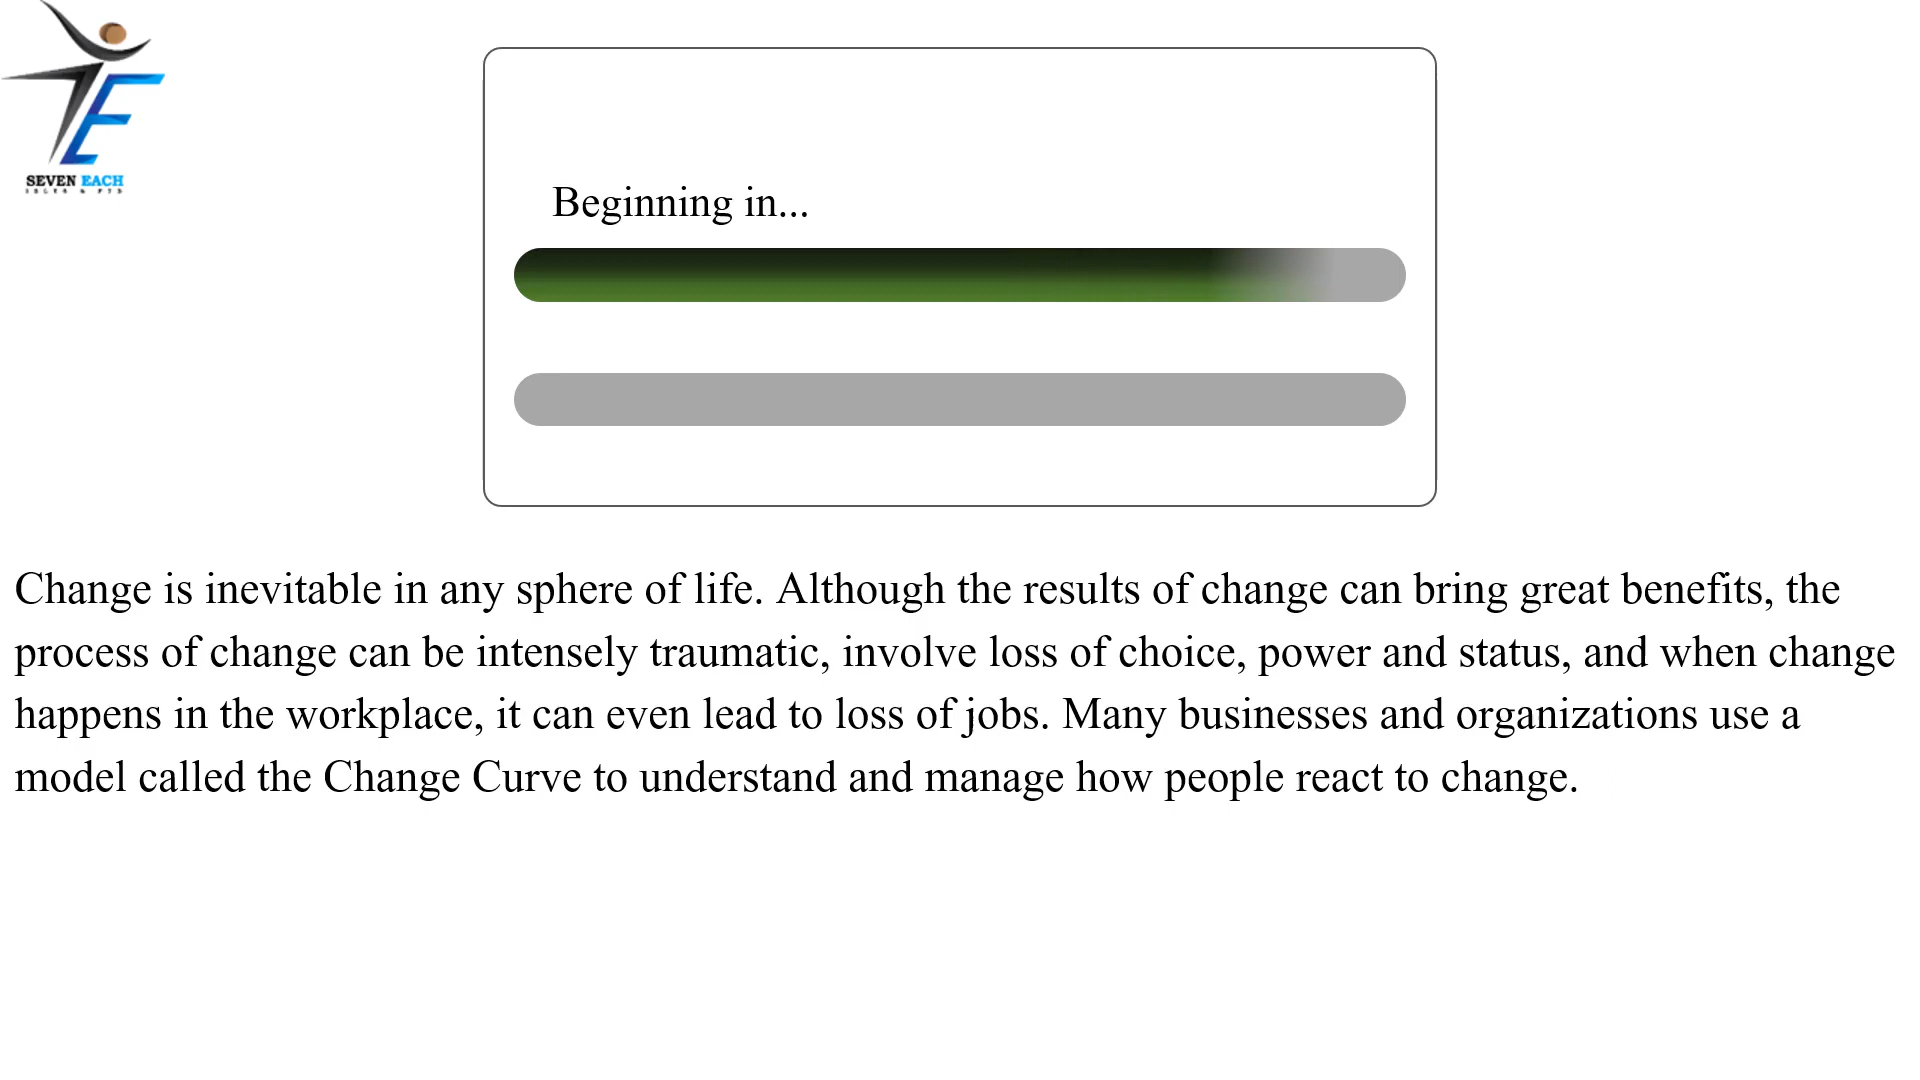 SEVEN EACH
Beginning in...
Change is inevitable in any sphere of life. Although the results of change can bring great benefits, the
process of change can be intensely traumatic, involve loss of choice, power and status, and when change
happens in the workplace, it can even lead to loss of jobs. Many businesses and organizations use a
model called the Change Curve to understand and manage how people react to change.